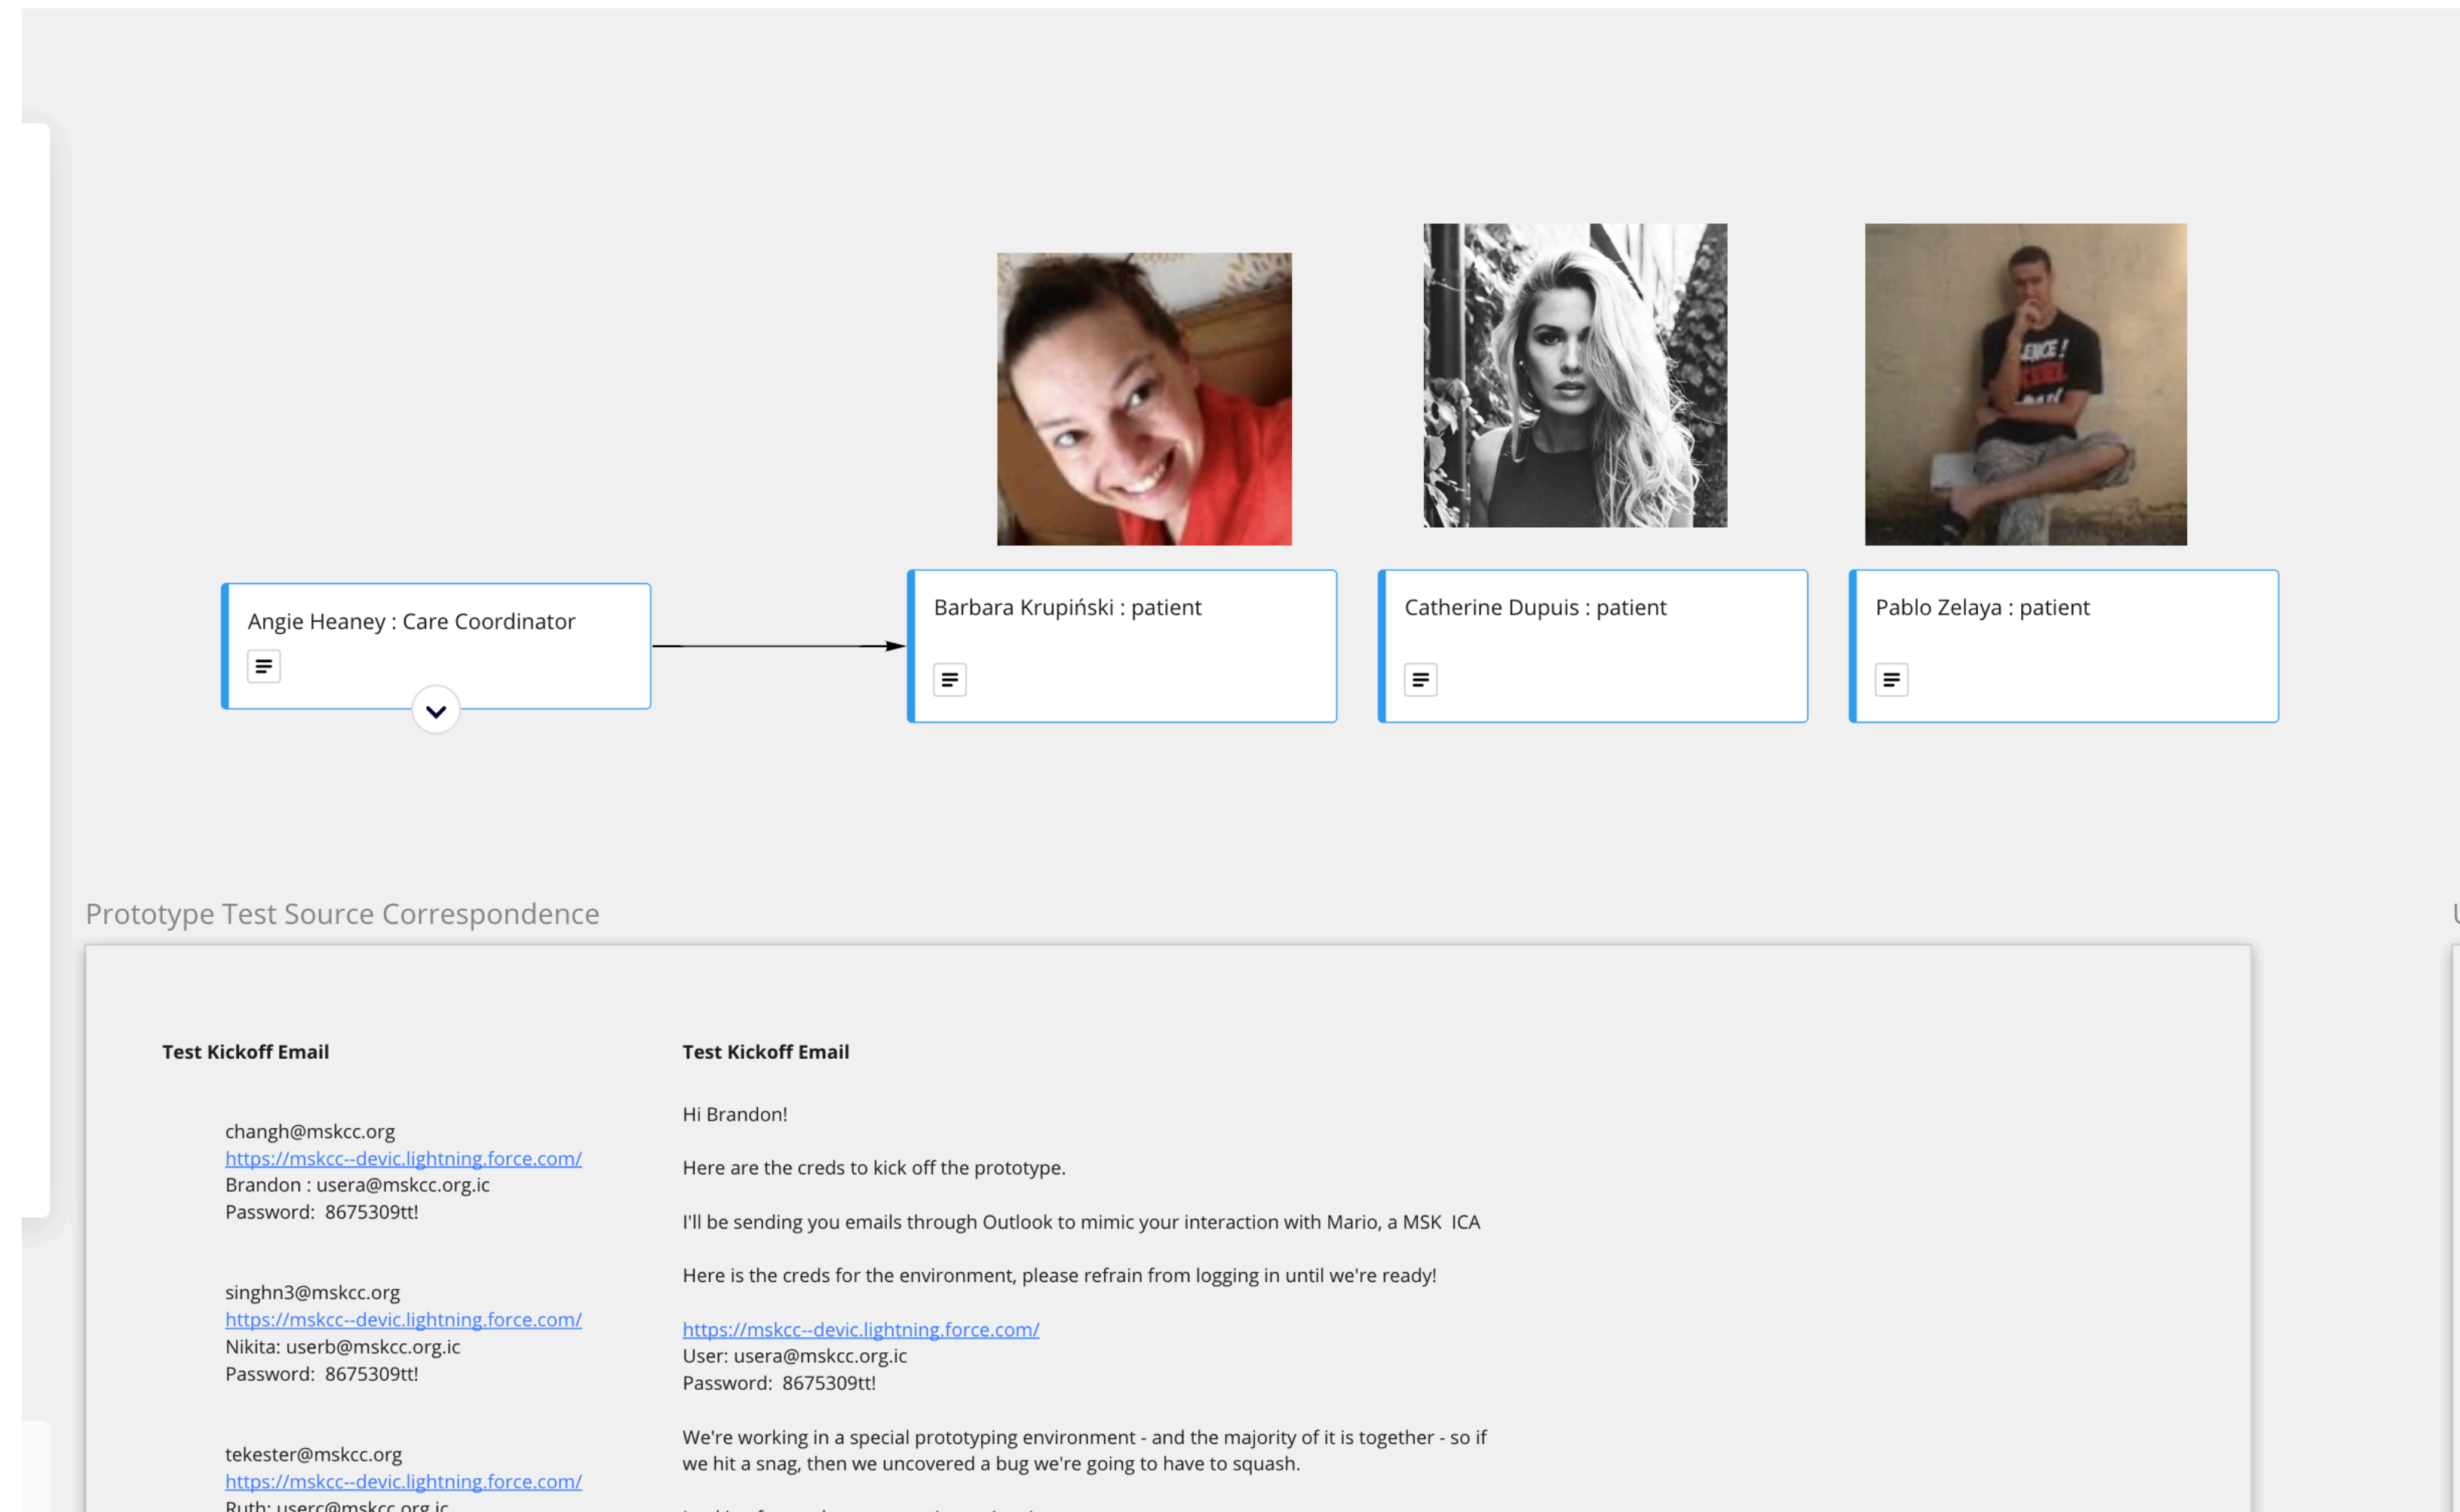 Angie Heaney : Care Coordinator
Barbara Krupiński : patient
Catherine Dupuis : patient
Pablo Zelaya : patient
Prototype Test Source Correspondence
Test Kickoff Email
changh@mskcc.org
https://mskcc--devic.lightning.force.com/
Brandon : usera@mskcc.org.ic
Password:  8675309tt!
singhn3@mskcc.org
https://mskcc--devic.lightning.force.com/
Nikita: userb@mskcc.org.ic
Password:  8675309tt!
tekester@mskcc.org
https://mskcc--devic.lightning.force.com/
Ruth: userc@mskcc.org.ic
Test Kickoff Email
Hi Brandon!
Here are the creds to kick off the prototype.
I'll be sending you emails through Outlook to mimic your interaction with Mario, a MSK  ICA
Here is the creds for the environment, please refrain from logging in until we're ready!
https://mskcc--devic.lightning.force.com/
User: usera@mskcc.org.ic
Password:  8675309tt!
We're working in a special prototyping environment - and the majority of it is together - so if
we hit a snag, then we uncovered a bug we're going to have to squash.